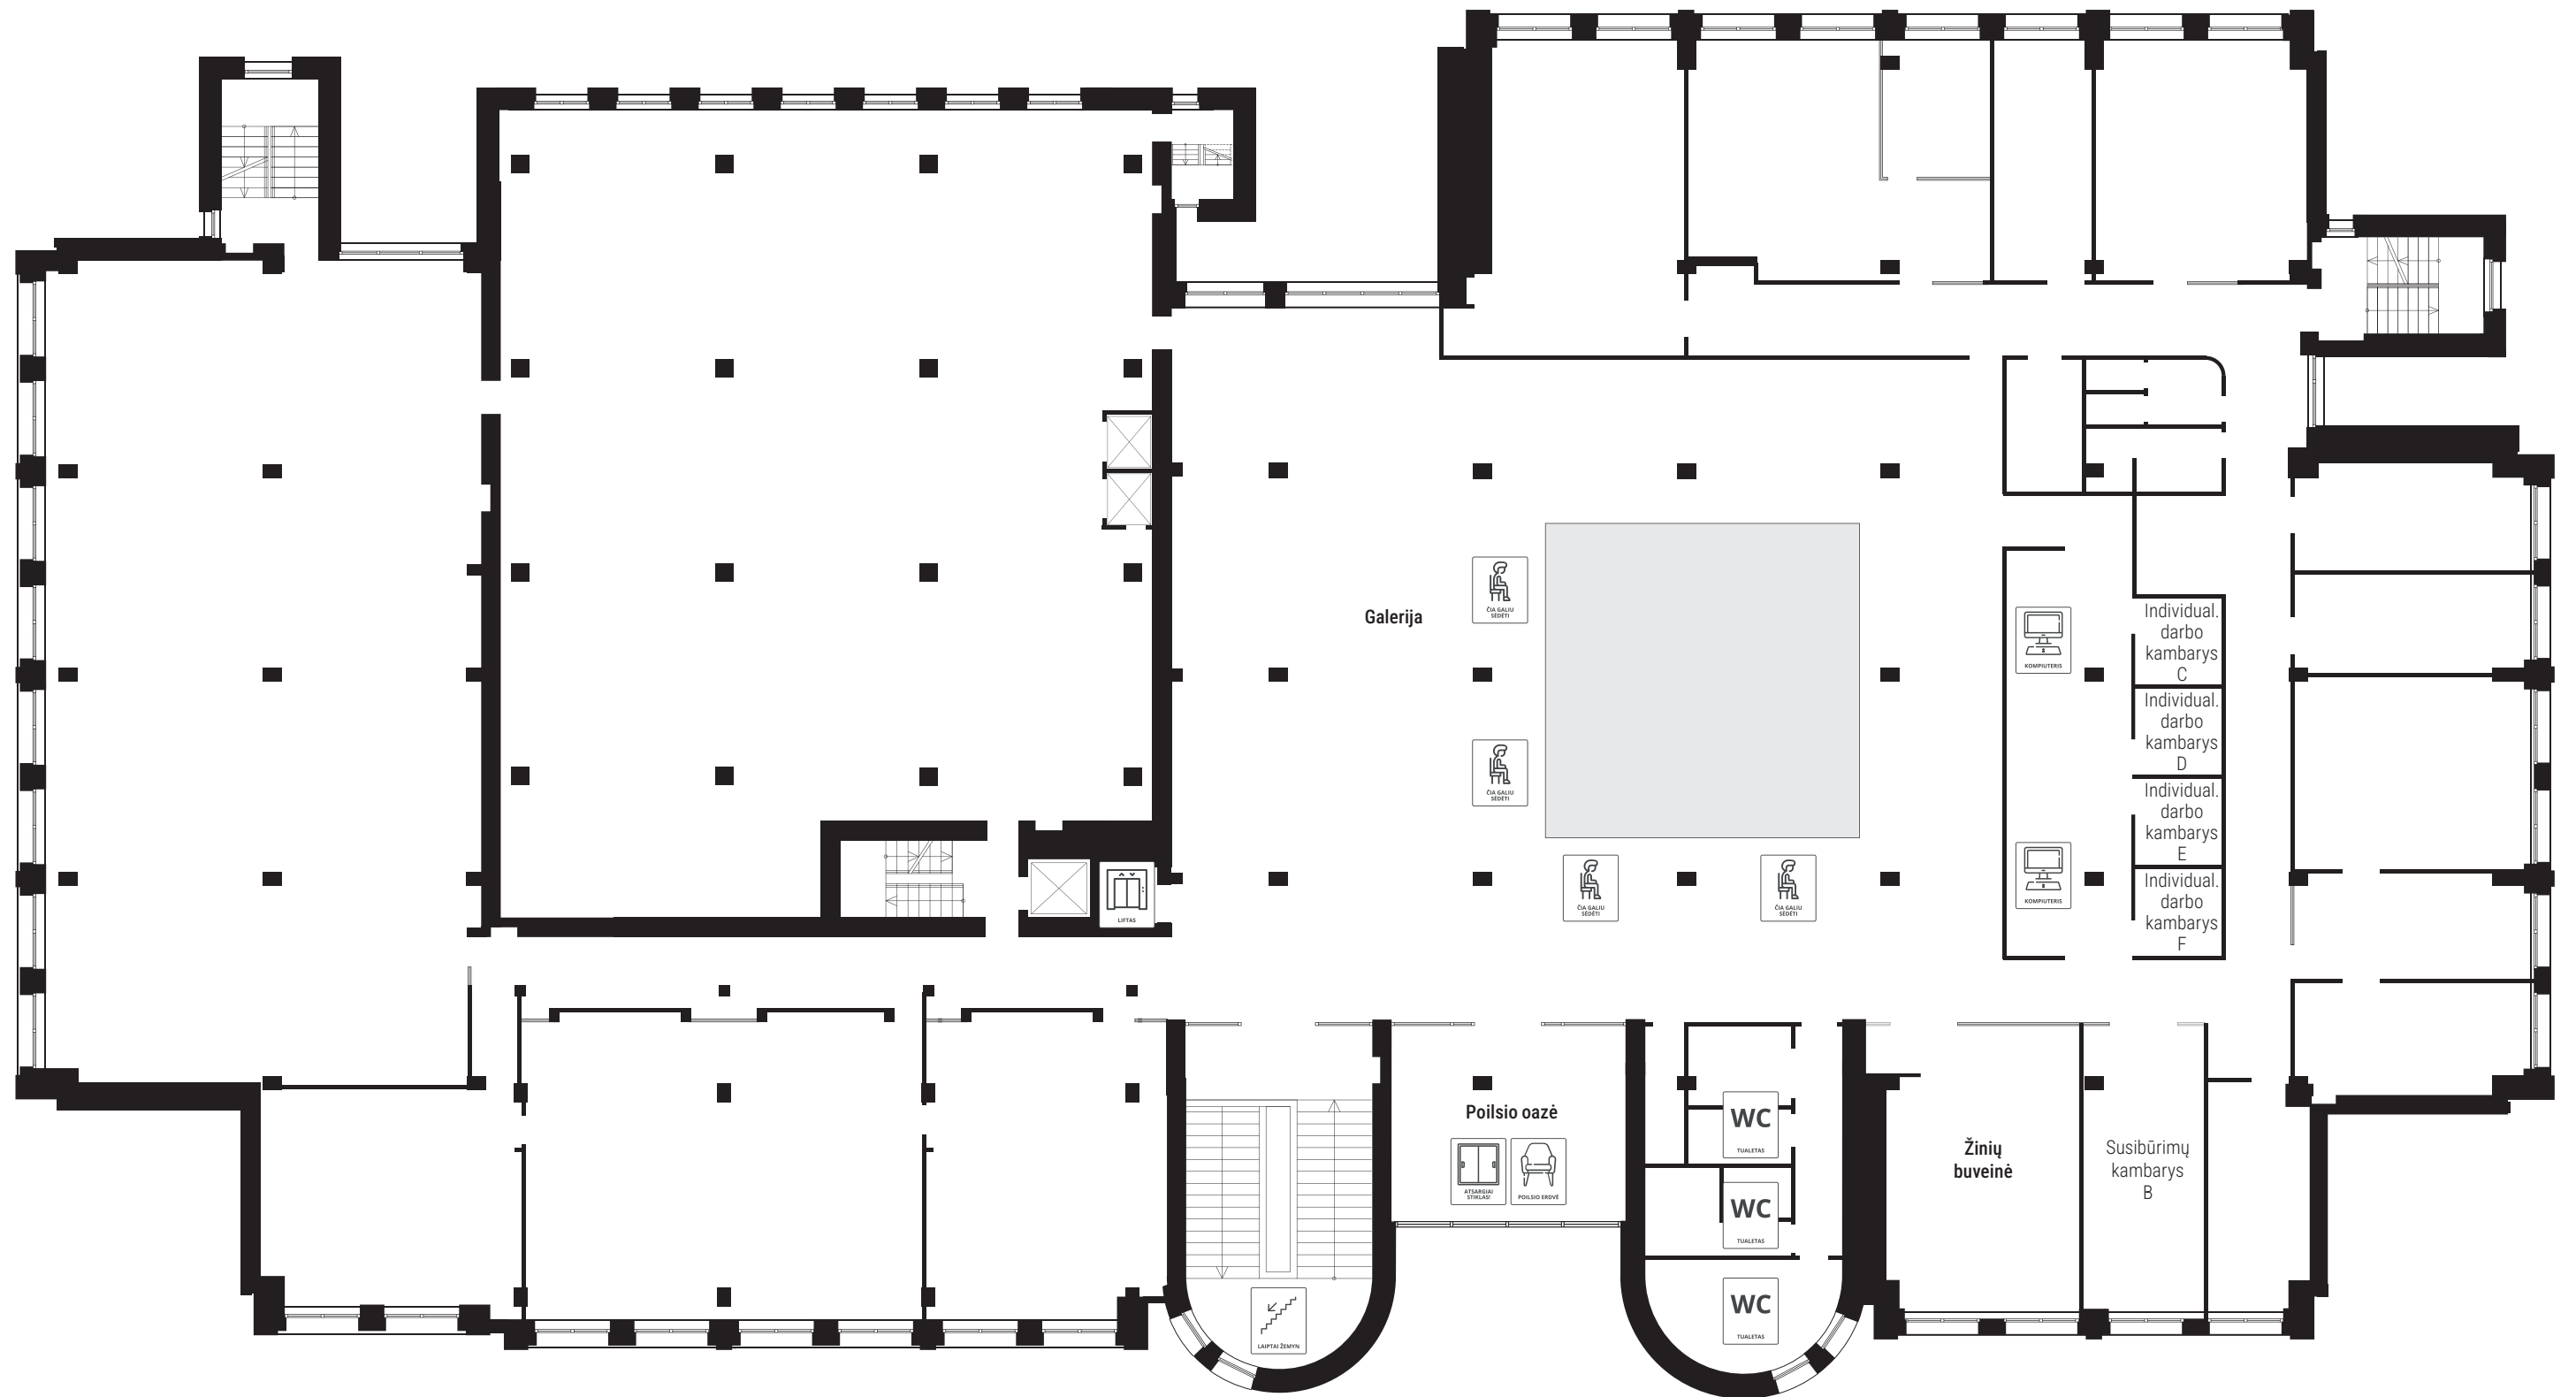 Galerija
ČIA GALIU
SĖDĖTI
ČIA GALIU
SĖDĖTI
ČIA GALIU
SĖDĖTI
ČIA GALIU
SĖDĖTI
KOMPIUTERIS
KOMPIUTERIS
Individual.
darbo
kambarys
C
Individual.
darbo
kambarys
D
Individual.
darbo
kambarys
E
Individual.
darbo
kambarys
F
LIFTAS
Poilsio oazė
ATSARGIAI
STIKLAS!
POILSIO ERDVĖ
WC
TUALETAS
WC
TUALETAS
WC
TUALETAS
Žinių
buveinė
Susibūrimų
kambarys
B
LAIPTAI ŽEMYN